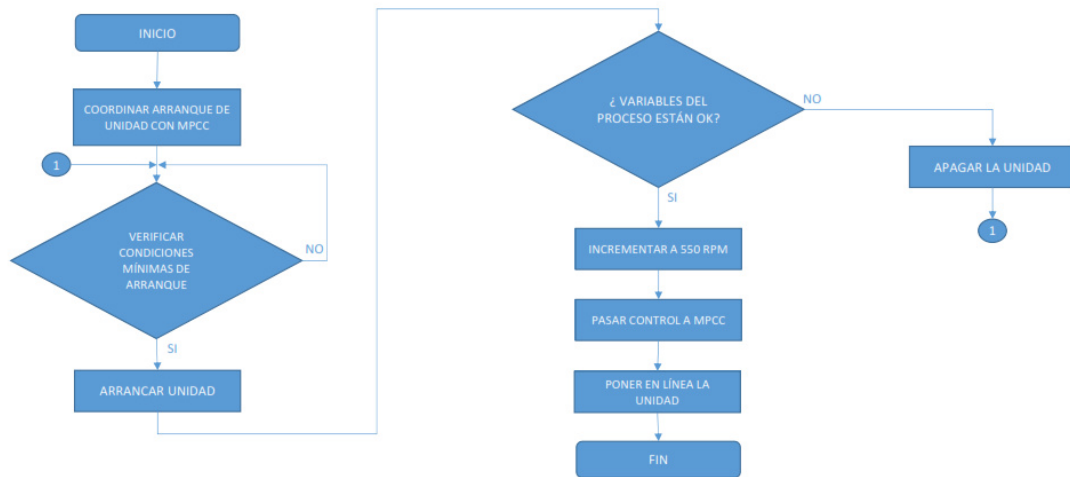 INICIO
COORDINAR ARRANQUE DE
UNIDAD CON MPCC
1
VERIFICAR
CONDICIONES
MÍNIMAS DE
ARRANQUE
NO
SI
ARRANCAR UNIDAD
¿ VARIABLES DEL
PROCESO ESTÁN OK?
NO
APAGAR LA UNIDAD
1
SI
INCREMENTAR A 550 RPM
PASAR CONTROL A MPCC
PONER EN LÍNEA LA
UNIDAD
FIN